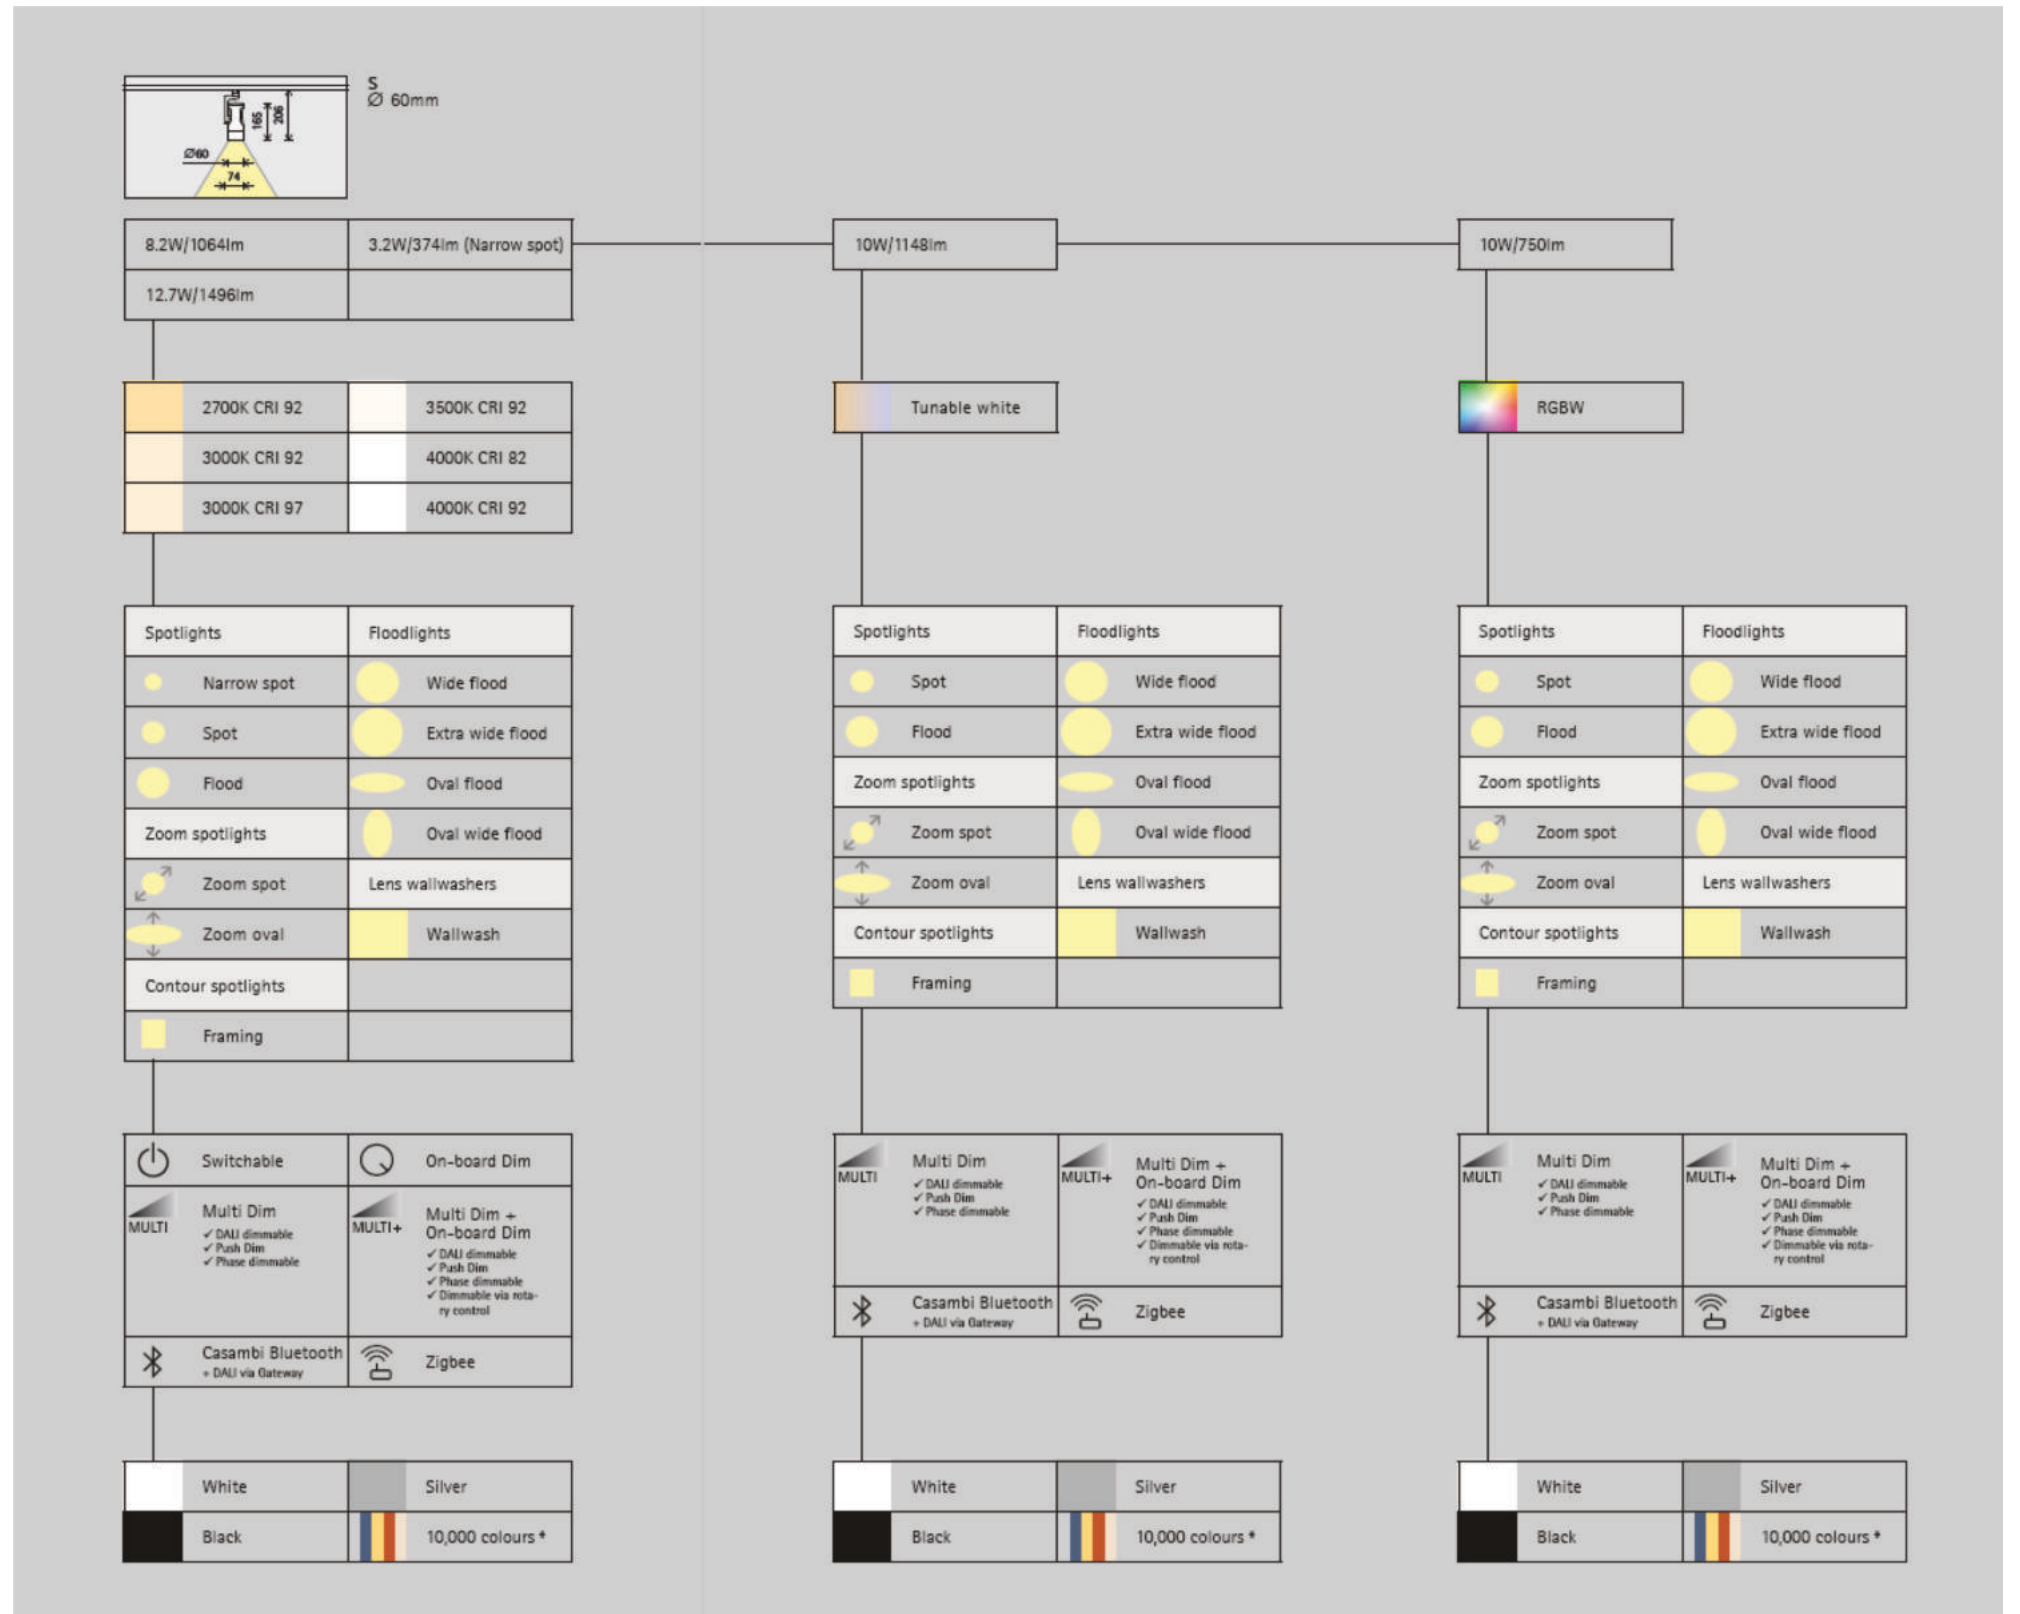 S
Ø 60mm
165
206
Ø60
74
8.2W/1064lm
3.2W/374lm (Narrow spot)
12.7W/1496lm
10W/1148lm
10W/750lm
2700K CRI 92
3500K CRI 92
3000K CRI 92
4000K CRI 82
3000K CRI 97
4000K CRI 92
Tunable white
RGBW
Spotlights
Floodlights
Narrow spot
Wide flood
Spot
Extra wide flood
Flood
Oval flood
Zoom spotlights
Oval wide flood
Zoom spot
Lens wallwashers
Zoom oval
Wallwash
Contour spotlights
Framing
Spotlights
Floodlights
Spot
Wide flood
Flood
Extra wide flood
Zoom spotlights
Oval flood
Zoom spot
Oval wide flood
Zoom oval
Lens wallwashers
Contour spotlights
Wallwash
Framing
Spotlights
Floodlights
Spot
Wide flood
Flood
Extra wide flood
Zoom spotlights
Oval flood
Zoom spot
Oval wide flood
Zoom oval
Lens wallwashers
Contour spotlights
Wallwash
Framing
Switchable
On-board Dim
MULTI
Multi Dim
✓ DALI dimmable
✓ Push Dim
✓ Phase dimmable
MULTI+
Multi Dim +
On-board Dim
✓ DALI dimmable
✓ Push Dim
✓ Phase dimmable
✓ Dimmable via rota-
ry control
Casambi Bluetooth
+ DALI via Gateway
Zigbee
MULTI
Multi Dim
✓ DALI dimmable
✓ Push Dim
✓ Phase dimmable
MULTI+
Multi Dim +
On-board Dim
✓ DALI dimmable
✓ Push Dim
✓ Phase dimmable
✓ Dimmable via rota-
ry control
Casambi Bluetooth
+ DALI via Gateway
Zigbee
MULTI
Multi Dim
✓ DALI dimmable
✓ Push Dim
✓ Phase dimmable
MULTI+
Multi Dim +
On-board Dim
✓ DALI dimmable
✓ Push Dim
✓ Phase dimmable
✓ Dimmable via rota-
ry control
Casambi Bluetooth
+ DALI via Gateway
Zigbee
White
Silver
Black
10,000 colours *
White
Silver
Black
10,000 colours *
White
Silver
Black
10,000 colours *